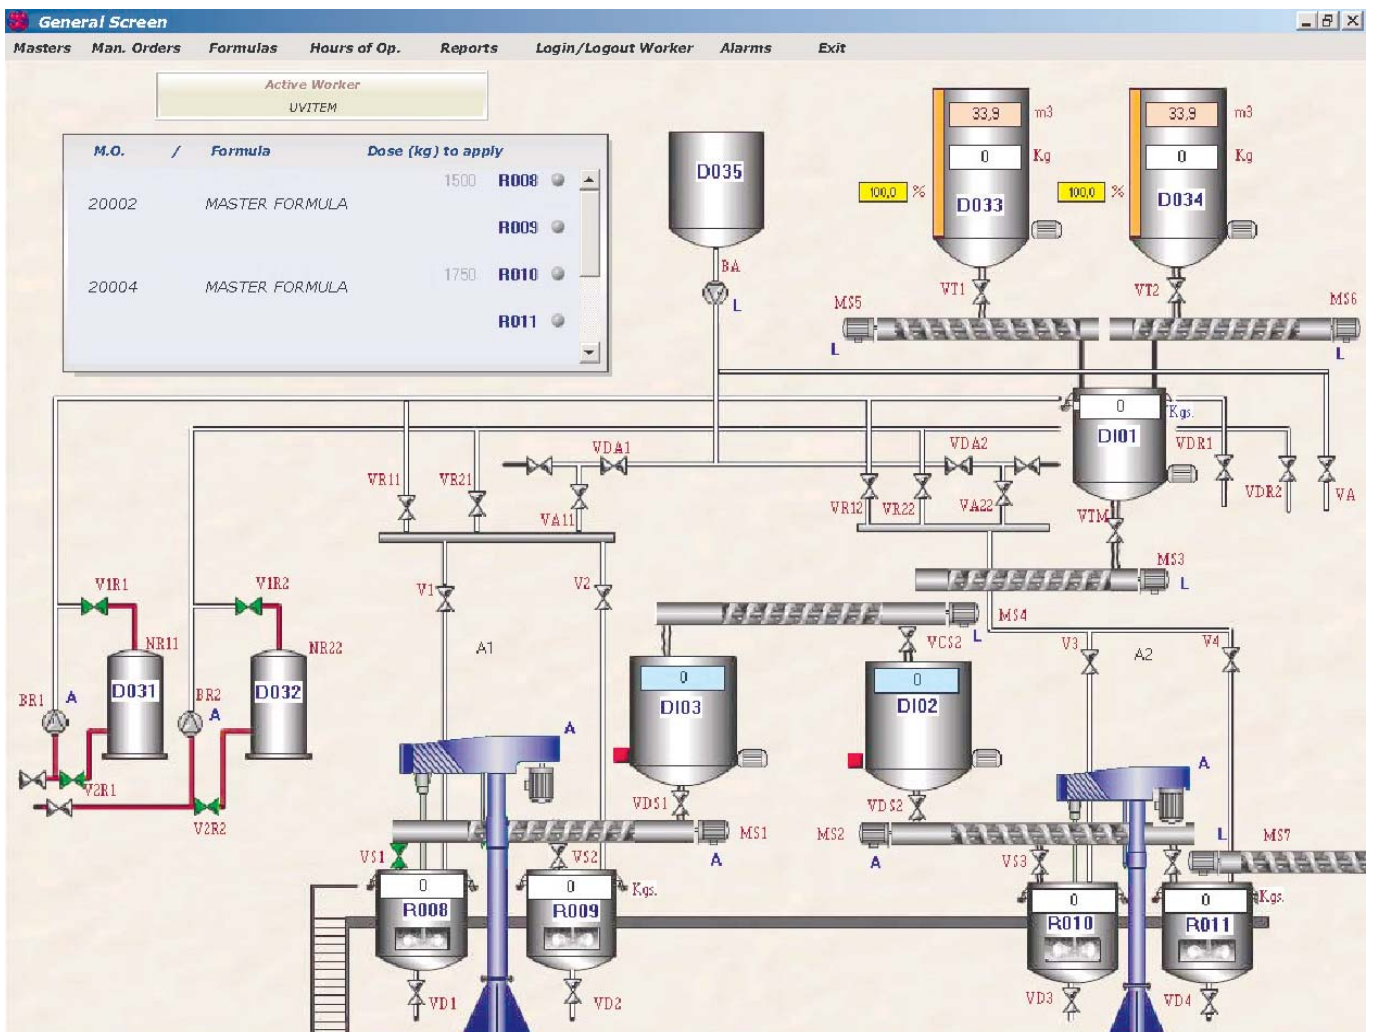 General Screen
Masters Man. Orders Formulas Hours of Op. Reports Login/Logout Worker Alarms Exit
Active Worker
UVITEM
M.O. / Formula Dose (kg) to apply
1500 R008
20002 MASTER FORMULA
R009
1750 R010
20004 MASTER FORMULA
R011
D035
BA
L
33,9 m3
0 Kg
100,0 %
D033
33,9 m3
0 Kg
100,0 %
D034
VT1 VT2
MS5 MS6
L L
0 Kgs.
DI01
VDR1
VDR2
VA
VTM
VR11 VR21 VDA1 VA11
VR12 VR22 VDA2 VA22
MS3
L
MS4
L
V1R1 V1R2
V1 V2
A1
VCS2
V3 V4
A2
NR11 NR22
D031 D032
BR1 A BR2 A
V2R1
V2R2
0
DI03
0
DI02
A
A
VDS1 VDS2
MS1
A
MS2
A
L
MS7
VS1 VS2 VS3
0 0 Kgs.
R008 R009
0 0 Kgs.
R010 R011
VD1 VD2 VD3 VD4